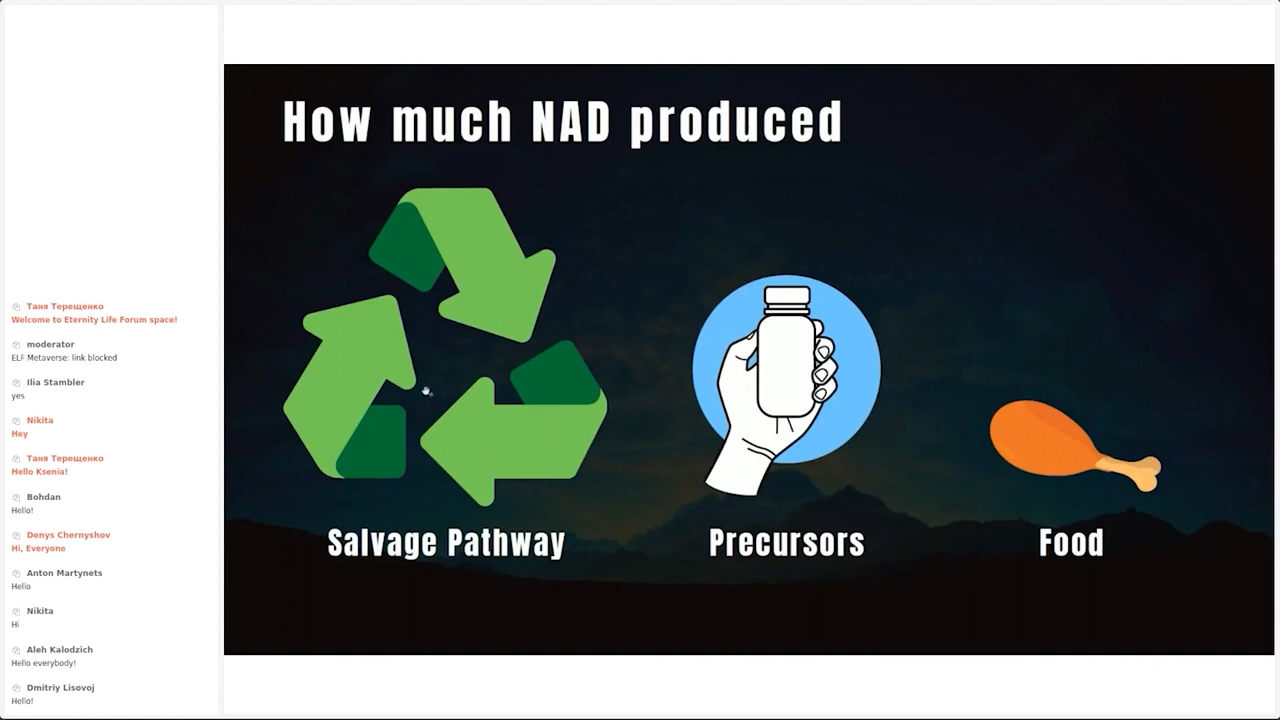 Таня Терещенко
Welcome to Eternity Life Forum space!
moderator
ELF Metaverse: link blocked
Ilia Stambler
yes
Nikita
Hey
Таня Терещенко
Hello Ksenia!
Bohdan
Hello!
Denys Chernyshov
Hi, Everyone
Anton Martynets
Hello
Nikita
Hi
Aleh Kalodzich
Hello everybody!
Dmitriy Lisovoj
Hello!
How much NAD produced
Salvage Pathway
Precursors
Food